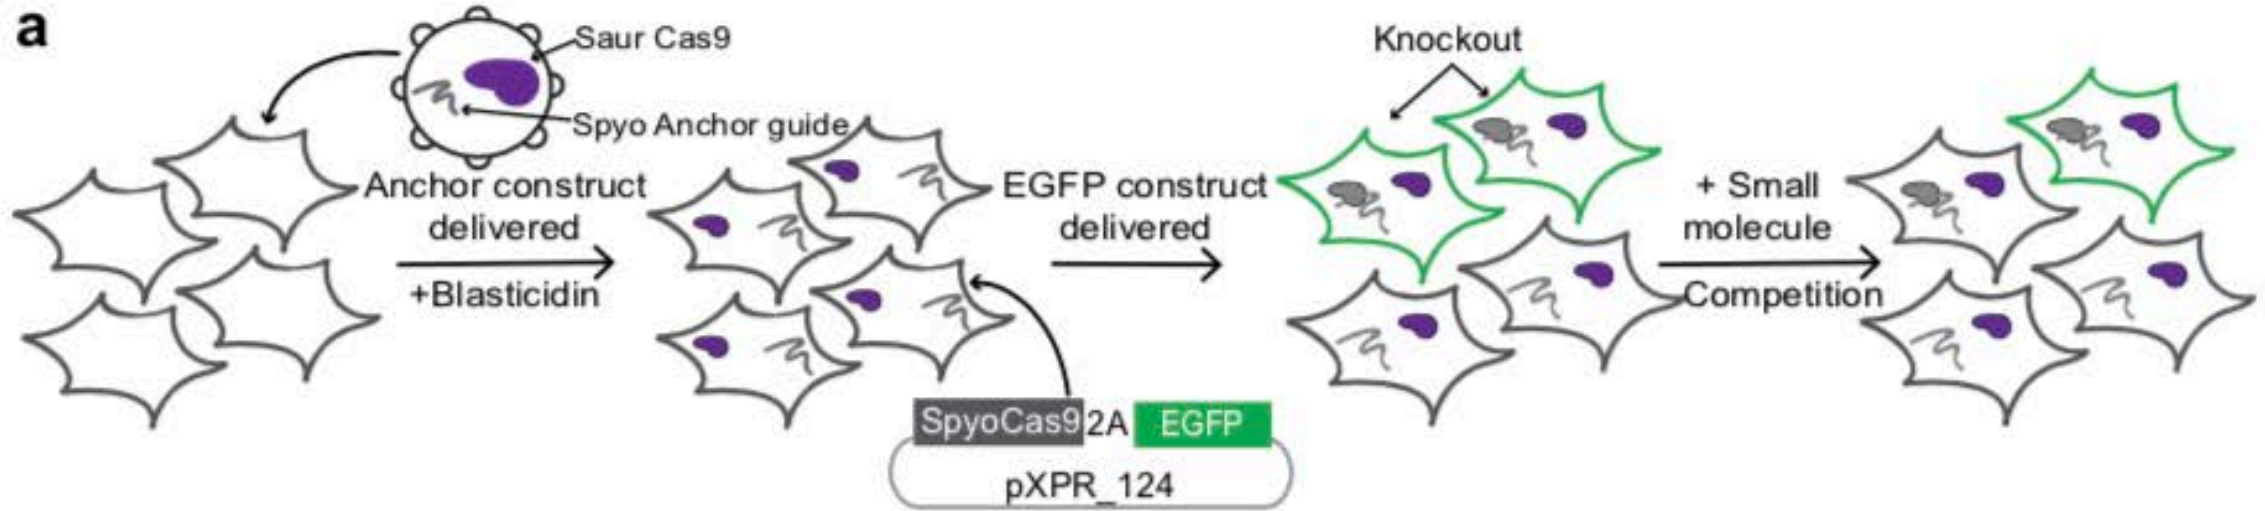 a
Saur Cas9
Spyo Anchor guide
Anchor construct
delivered
+Blasticidin
EGFP construct
delivered
SpyoCas9 2A EGFP
pXPR_124
Knockout
+ Small
molecule
Competition